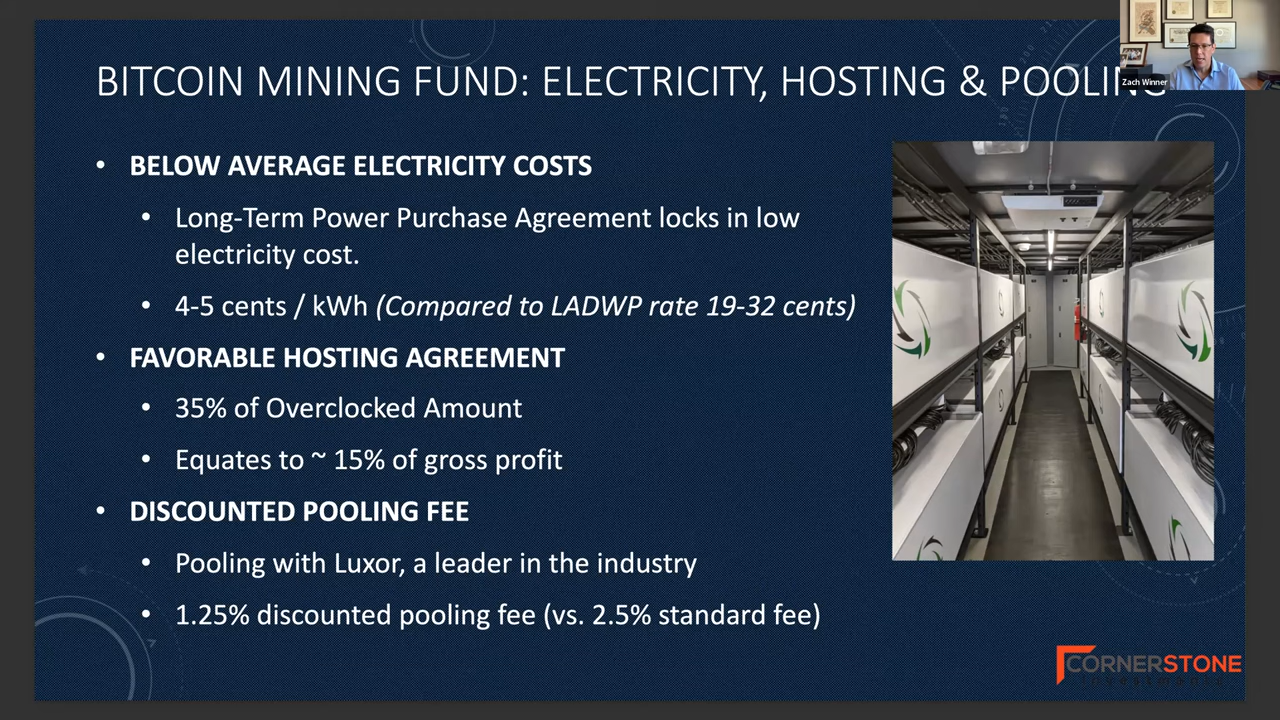 Zach Winner
BITCOIN MINING FUND: ELECTRICITY, HOSTING & POOLING
• BELOW AVERAGE ELECTRICITY COSTS
• Long-Term Power Purchase Agreement locks in low
electricity cost.
• 4-5 cents / kWh (Compared to LADWP rate 19-32 cents)
• FAVORABLE HOSTING AGREEMENT
• 35% of Overclocked Amount
• Equates to ~ 15% of gross profit
• DISCOUNTED POOLING FEE
• Pooling with Luxor, a leader in the industry
• 1.25% discounted pooling fee (vs. 2.5% standard fee)
CORNERSTONE